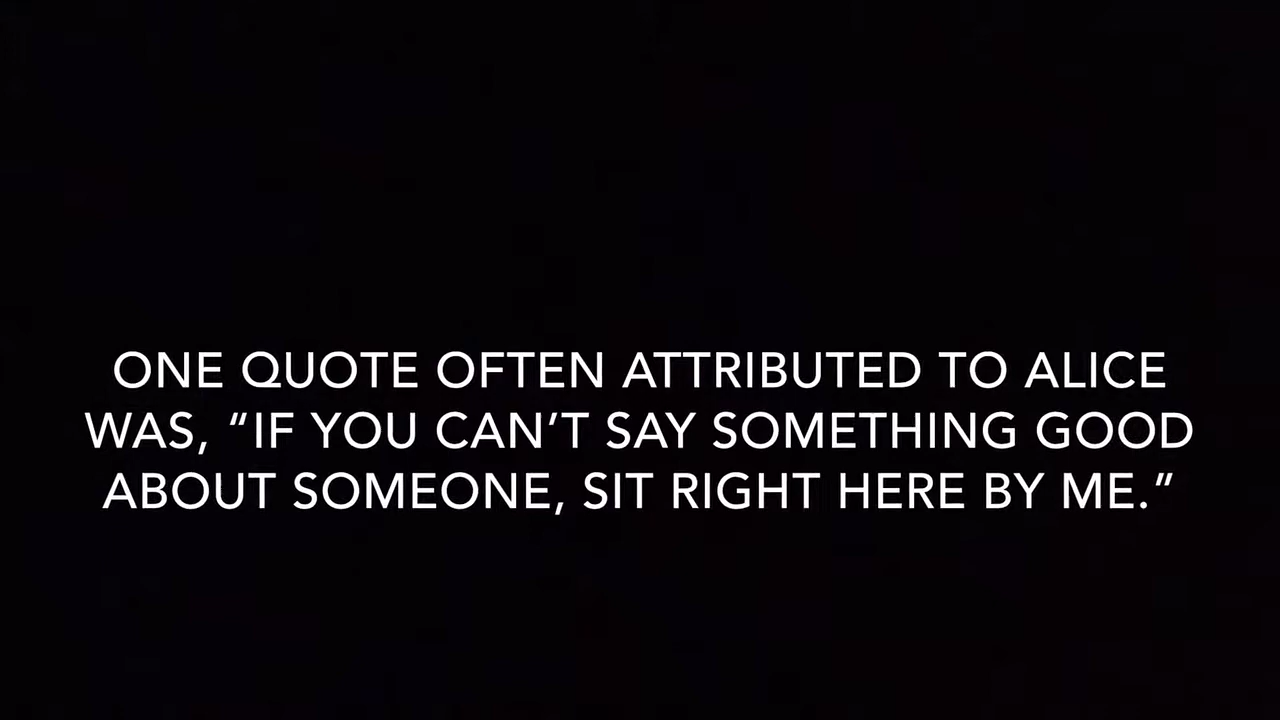 ONE QUOTE OFTEN ATTRIBUTED TO ALICE
WAS, “IF YOU CAN’T SAY SOMETHING GOOD
ABOUT SOMEONE, SIT RIGHT HERE BY ME.”